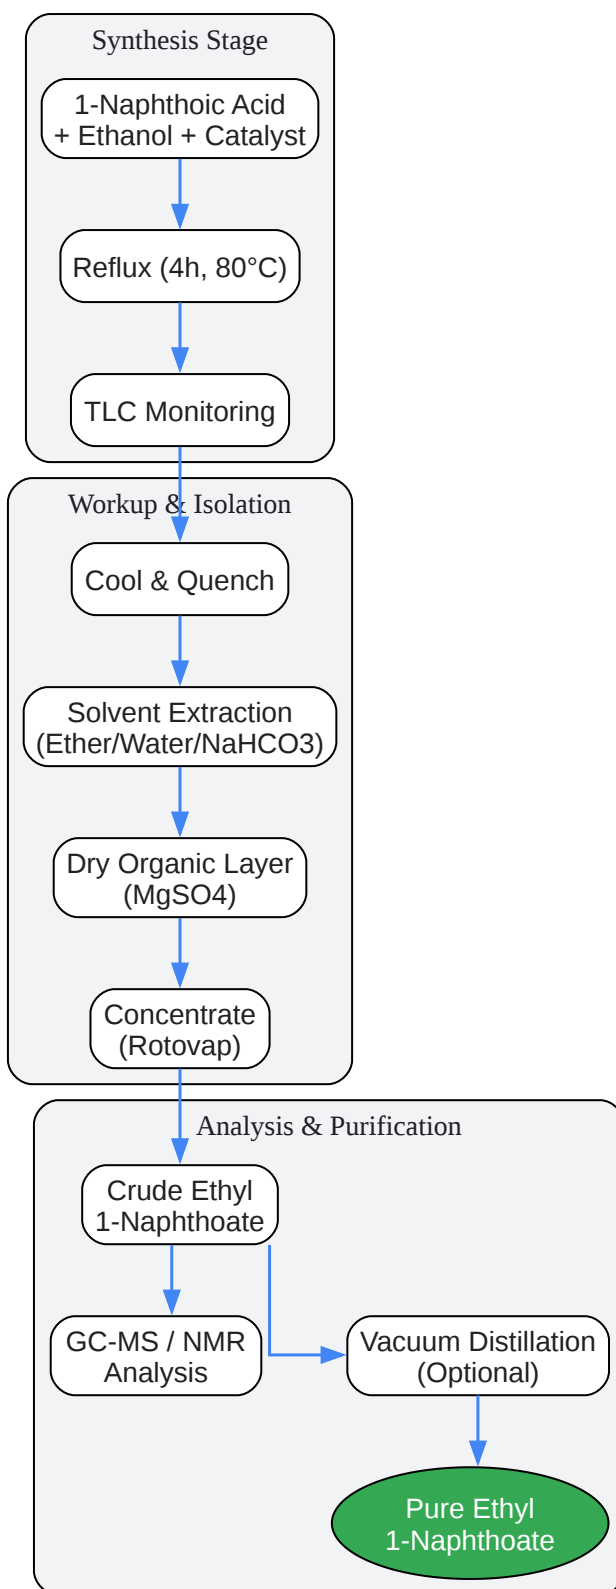 Synthesis Stage
1-Naphthoic Acid
+ Ethanol + Catalyst
Reflux (4h, 80°C)
TLC Monitoring
Workup & Isolation
Cool & Quench
Solvent Extraction
(Ether/Water/NaHCO3)
Dry Organic Layer
(MgSO4)
Concentrate
(Rotovap)
Analysis & Purification
Crude Ethyl
1-Naphthoate
GC-MS / NMR
Analysis
Vacuum Distillation
(Optional)
Pure Ethyl
1-Naphthoate